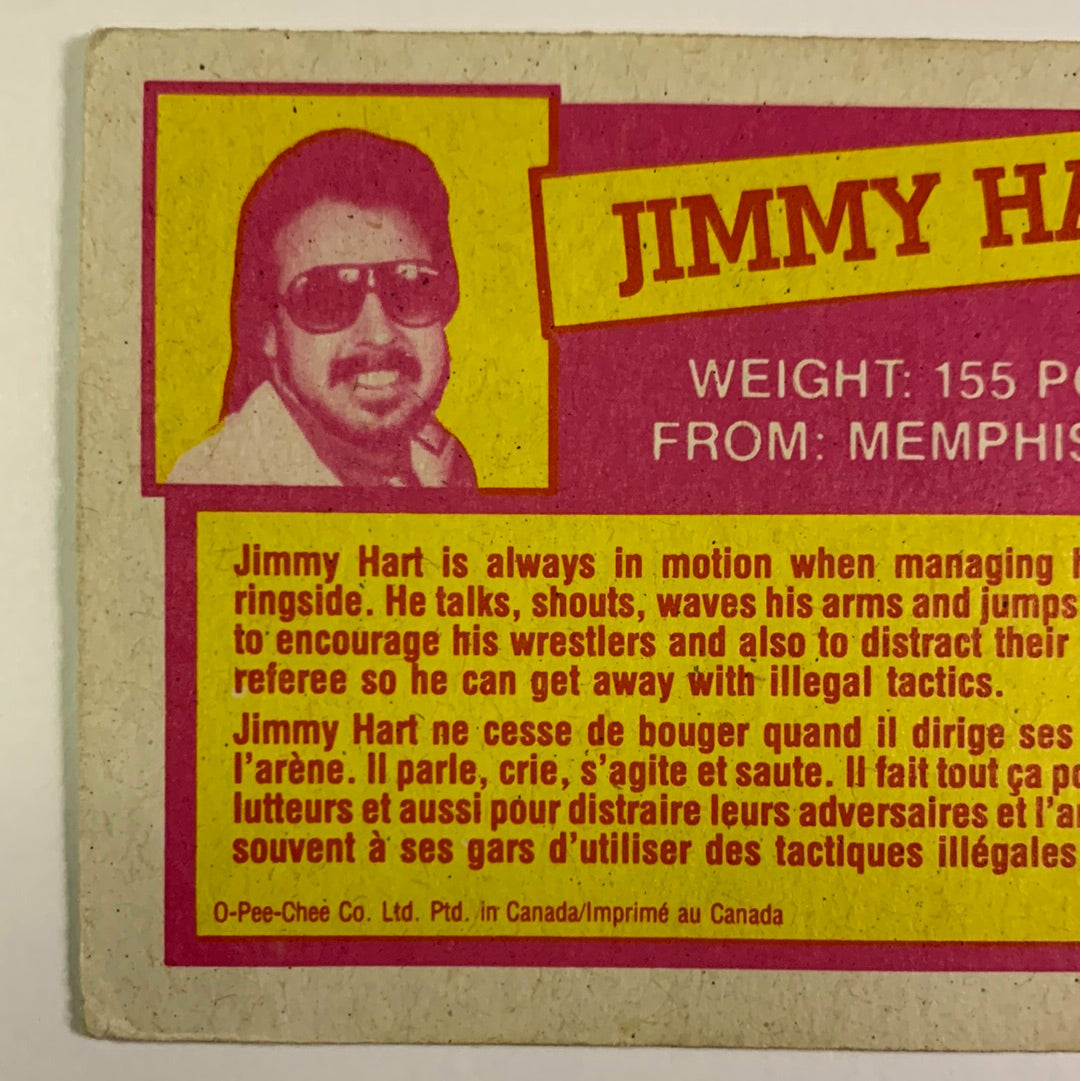 JIMMY HA
WEIGHT: 155 PO
FROM: MEMPHIS
Jimmy Hart is always in motion when managing h
ringside. He talks, shouts, waves his arms and jumps
to encourage his wrestlers and also to distract their
referee so he can get away with illegal tactics.
Jimmy Hart ne cesse de bouger quand il dirige ses
l'arène. Il parle, crie, s'agite et saute. Il fait tout ça po
lutteurs et aussi pour distraire leurs adversaires et l'ar
souvent à ses gars d'utiliser des tactiques illégales
O-Pee-Chee Co. Ltd. Ptd. in Canada/Imprimé au Canada